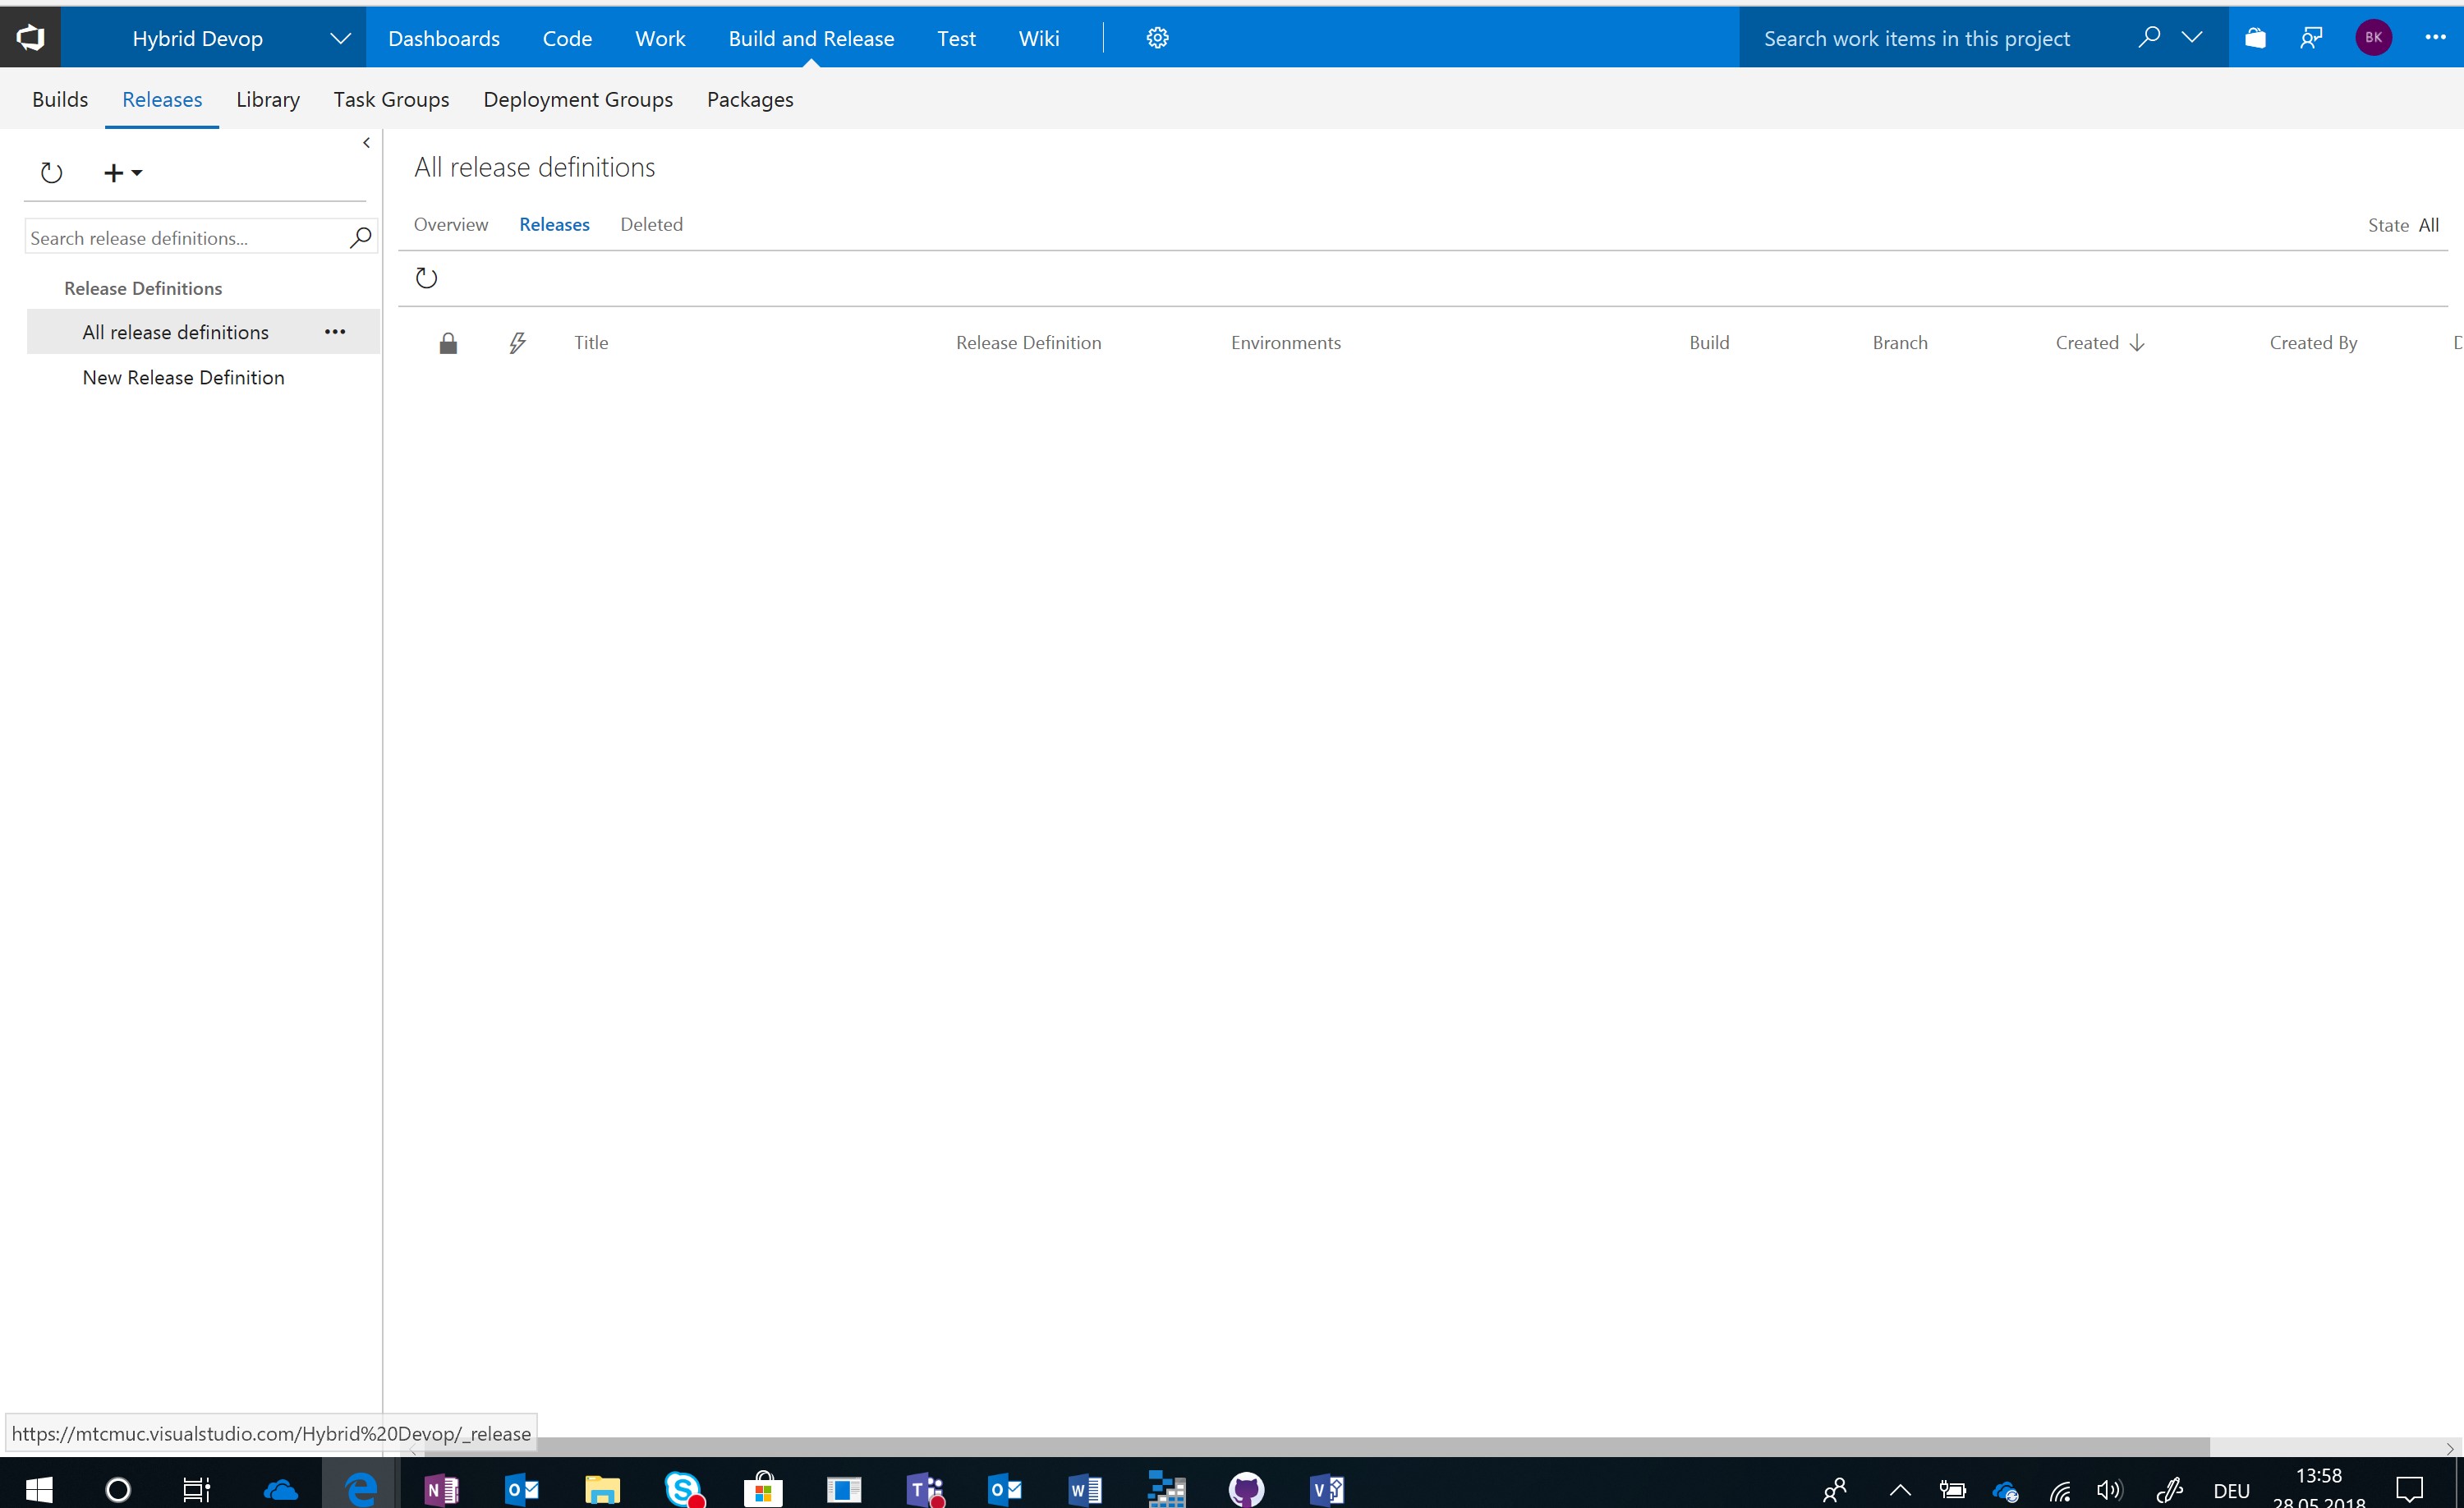 Hybrid Devop Dashboards Code Work Build and Release Test Wiki Search work items in this project BK
Builds Releases Library Task Groups Deployment Groups Packages
All release definitions
Overview Releases Deleted State All
Search release definitions...
Release Definitions
All release definitions
New Release Definition
Title Release Definition Environments Build Branch Created Created By
https://mtcmuc.visualstudio.com/Hybrid%20Devop/_release
DEU
13:58
28.05.2018